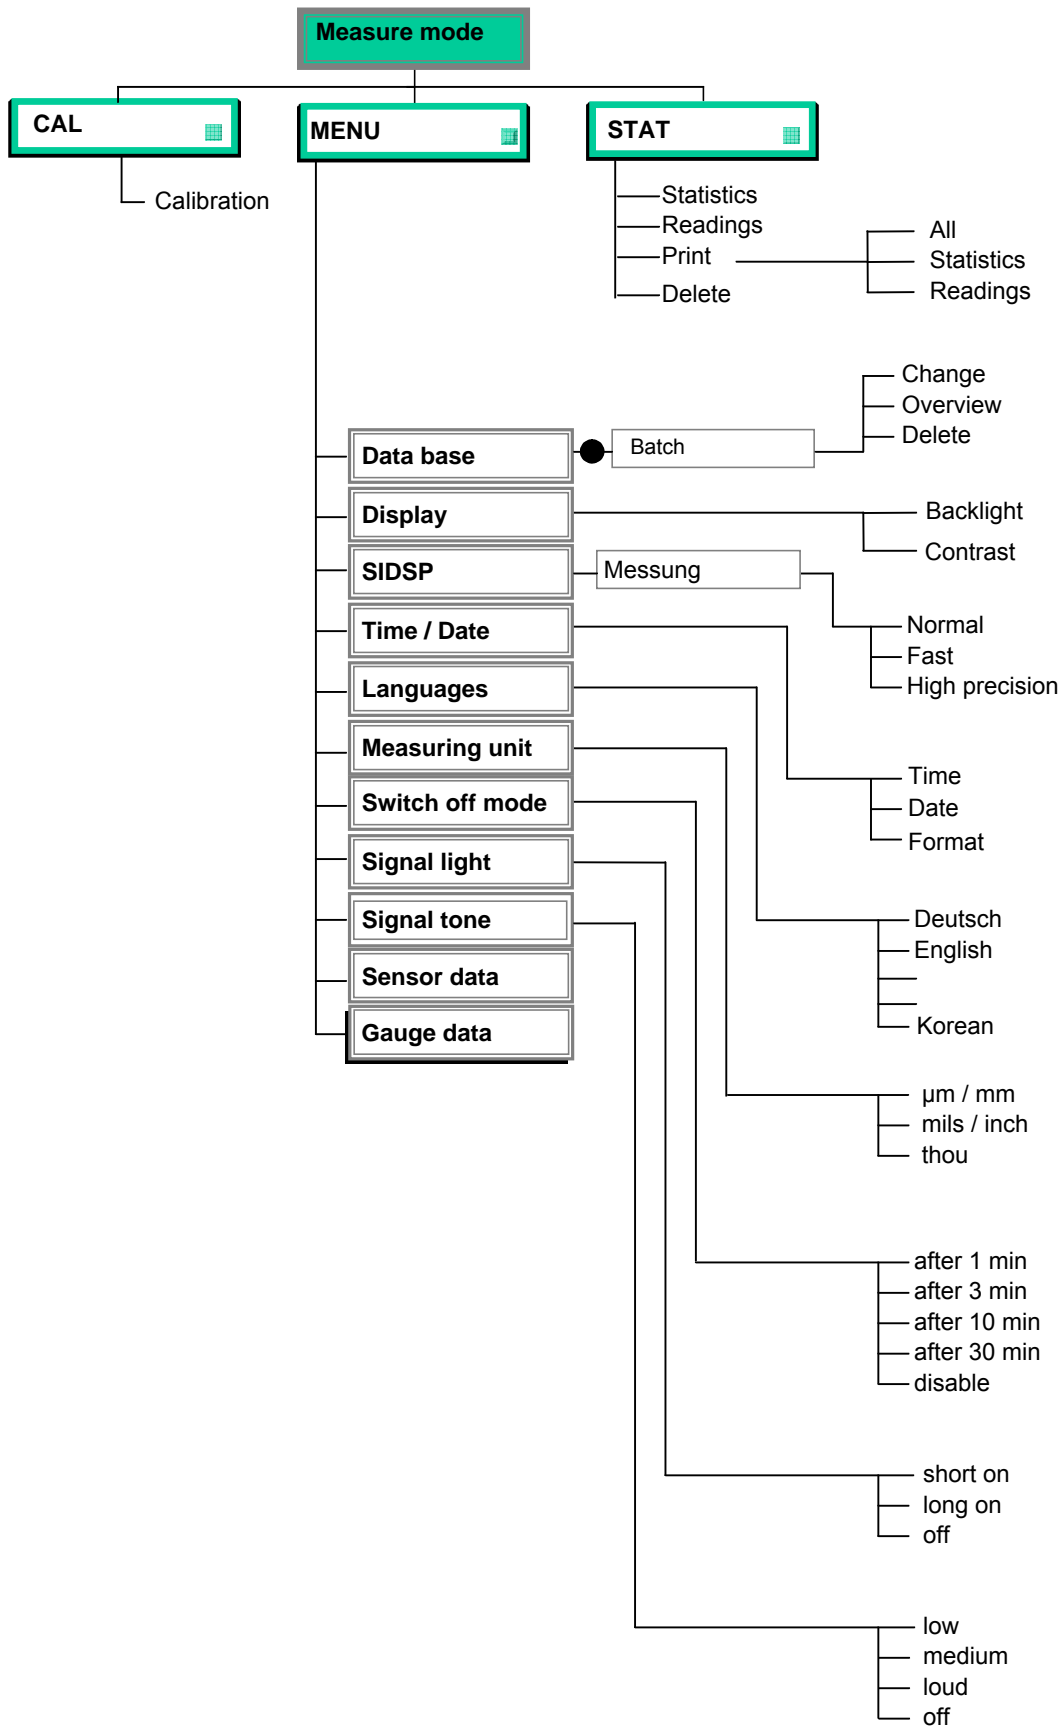 Measure mode
CAL
MENU
STAT
Calibration
Statistics
Readings
Print
Delete
All
Statistics
Readings
Data base
Batch
Change
Overview
Delete
Display
Backlight
Contrast
SIDSP
Messung
Normal
Fast
High precision
Time / Date
Time
Date
Format
Languages
Deutsch
English
Korean
Measuring unit
µm / mm
mils / inch
thou
Switch off mode
after 1 min
after 3 min
after 10 min
after 30 min
disable
Signal light
short on
long on
off
Signal tone
low
medium
loud
off
Sensor data
Gauge data